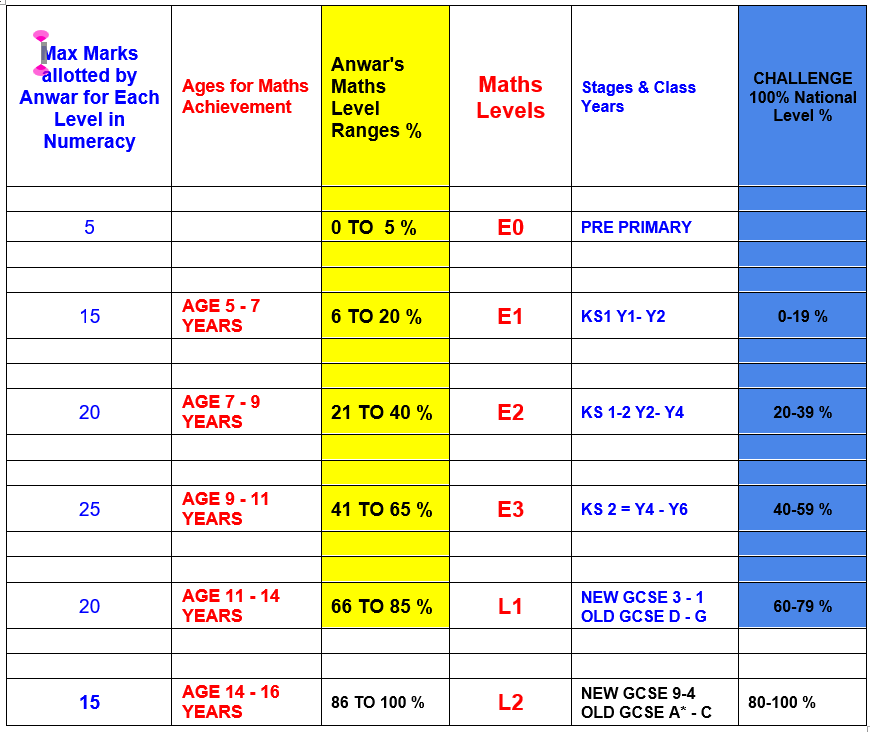 Max Marks
allotted by
Anwar for Each
Level in
Numeracy
Ages for Maths
Achievement
Anwar's
Maths
Level
Ranges %
Maths
Levels
Stages & Class
Years
CHALLENGE
100% National
Level %
5
0 TO  5 %
E0
PRE PRIMARY
15
AGE 5 - 7
YEARS
6 TO 20 %
E1
KS1 Y1- Y2
0-19 %
20
AGE 7 - 9
YEARS
21 TO 40 %
E2
KS 1-2 Y2- Y4
20-39 %
25
AGE 9 - 11
YEARS
41 TO 65 %
E3
KS 2 = Y4 - Y6
40-59 %
20
AGE 11 - 14
YEARS
66 TO 85 %
L1
NEW GCSE 3 - 1
OLD GCSE D - G
60-79 %
15
AGE 14 - 16
YEARS
86 TO 100 %
L2
NEW GCSE 9-4
OLD GCSE A* - C
80-100 %